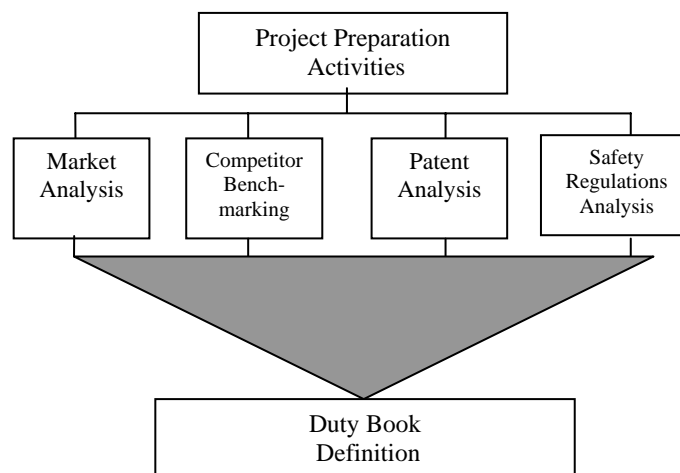 Project Preparation
Activities
Market
Analysis
Competitor
Bench-
marking
Patent
Analysis
Safety
Regulations
Analysis
Duty Book
Definition